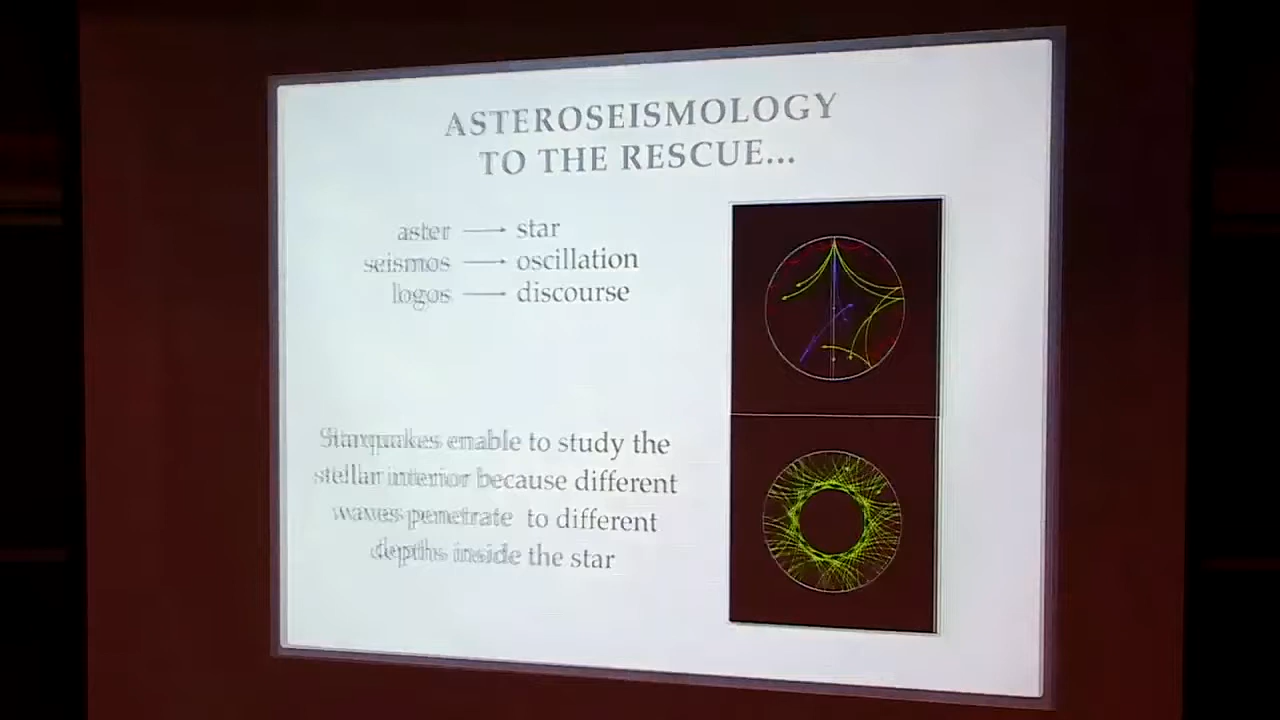 ASTEROSEISMOLOGY
TO THE RESCUE...
aster → star
seismos → oscillation
logos → discourse
Starquakes enable to study the
stellar interior because different
waves penetrate to different
depths inside the star